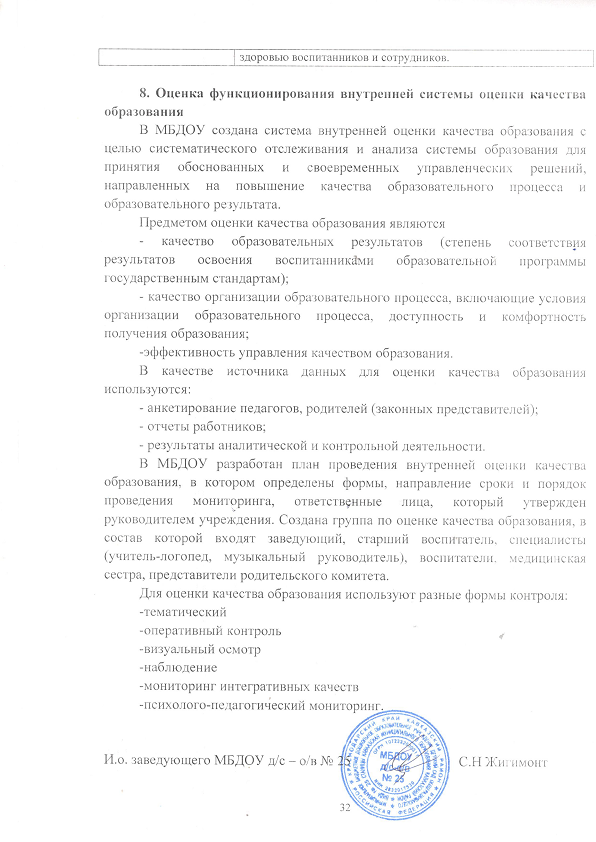 здоровью воспитанников и сотрудников.
8. Оценка функционирования внутренней системы оценки качества
образования
В МБДОУ создана система внутренней оценки качества образования с
целью систематического отслеживания и анализа системы образования для
принятия обоснованных и своевременных управленческих решений,
направленных на повышение качества образовательного процесса и
образовательного результата.
Предметом оценки качества образования являются
- качество образовательных результатов (степень соответствия
результатов освоения воспитанниками образовательной программы
государственным стандартам);
- качество организации образовательного процесса, включающие условия
организации образовательного процесса, доступность и комфортность
получения образования;
-эффективность управления качеством образования.
В качестве источника данных для оценки качества образования
используются:
- анкетирование педагогов, родителей (законных представителей);
- отчеты работников;
- результаты аналитической и контрольной деятельности.
В МБДОУ разработан план проведения внутренней оценки качества
образования, в котором определены формы, направление сроки и порядок
проведения мониторинга, ответственные лица, который утвержден
руководителем учреждения. Создана группа по оценке качества образования, в
состав которой входят заведующий, старший воспитатель, специалисты
(учитель-логопед, музыкальный руководитель), воспитатели. медицинская
сестра, представители родительского комитета.
Для оценки качества образования используют разные формы контроля:
-тематический
-оперативный контроль
-визуальный осмотр
-наблюдение
-мониторинг интегративных качеств
-психолого-педагогический мониторинг.
И.о. заведующего МБДОУ д/с – о/в № 25 С.Н Жигимонт
МБДОУ
д/с-о/в
№ 25
32